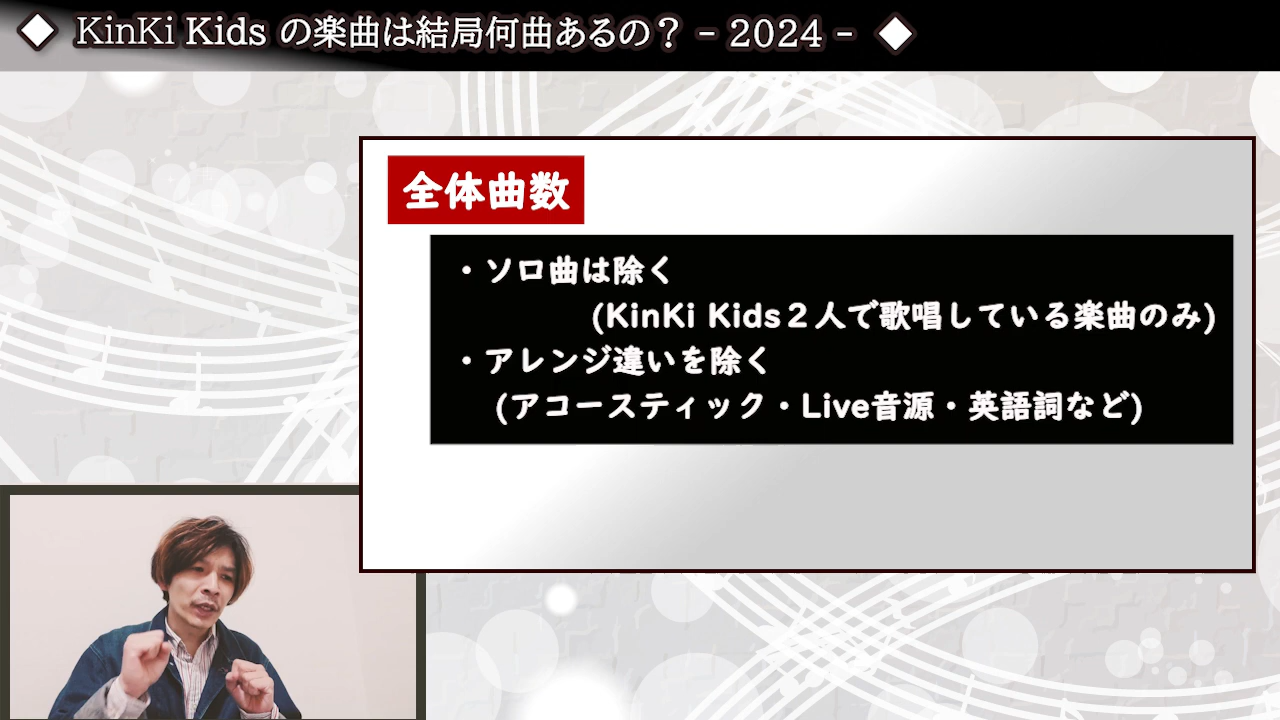 ◆ KinKi Kids の楽曲は結局何曲あるの？ - 2024 - ◆
全体曲数
・ソロ曲は除く
(KinKi Kids２人で歌唱している楽曲のみ)
・アレンジ違いを除く
(アコースティック・Live音源・英語詞など)